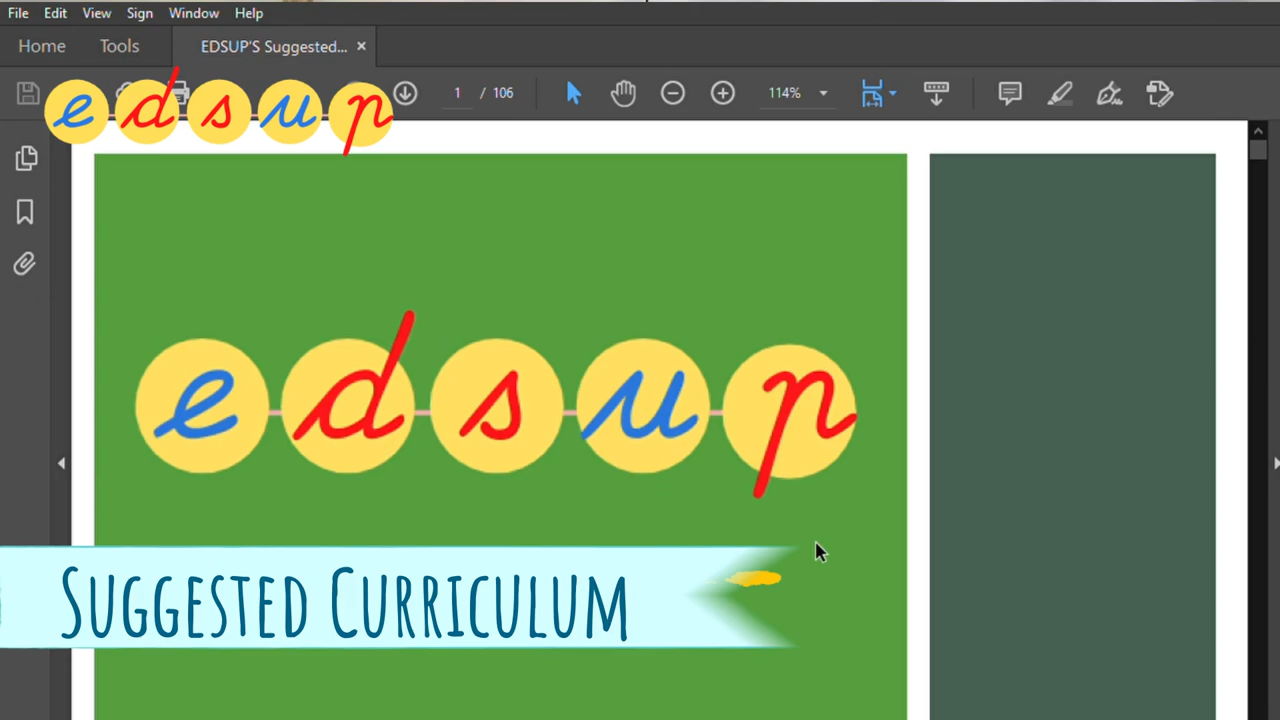 File Edit View Sign Window Help
Home Tools EDSUP'S Suggested... ×
edsup 1 / 106 114%
edsup
SUGGESTED CURRICULUM